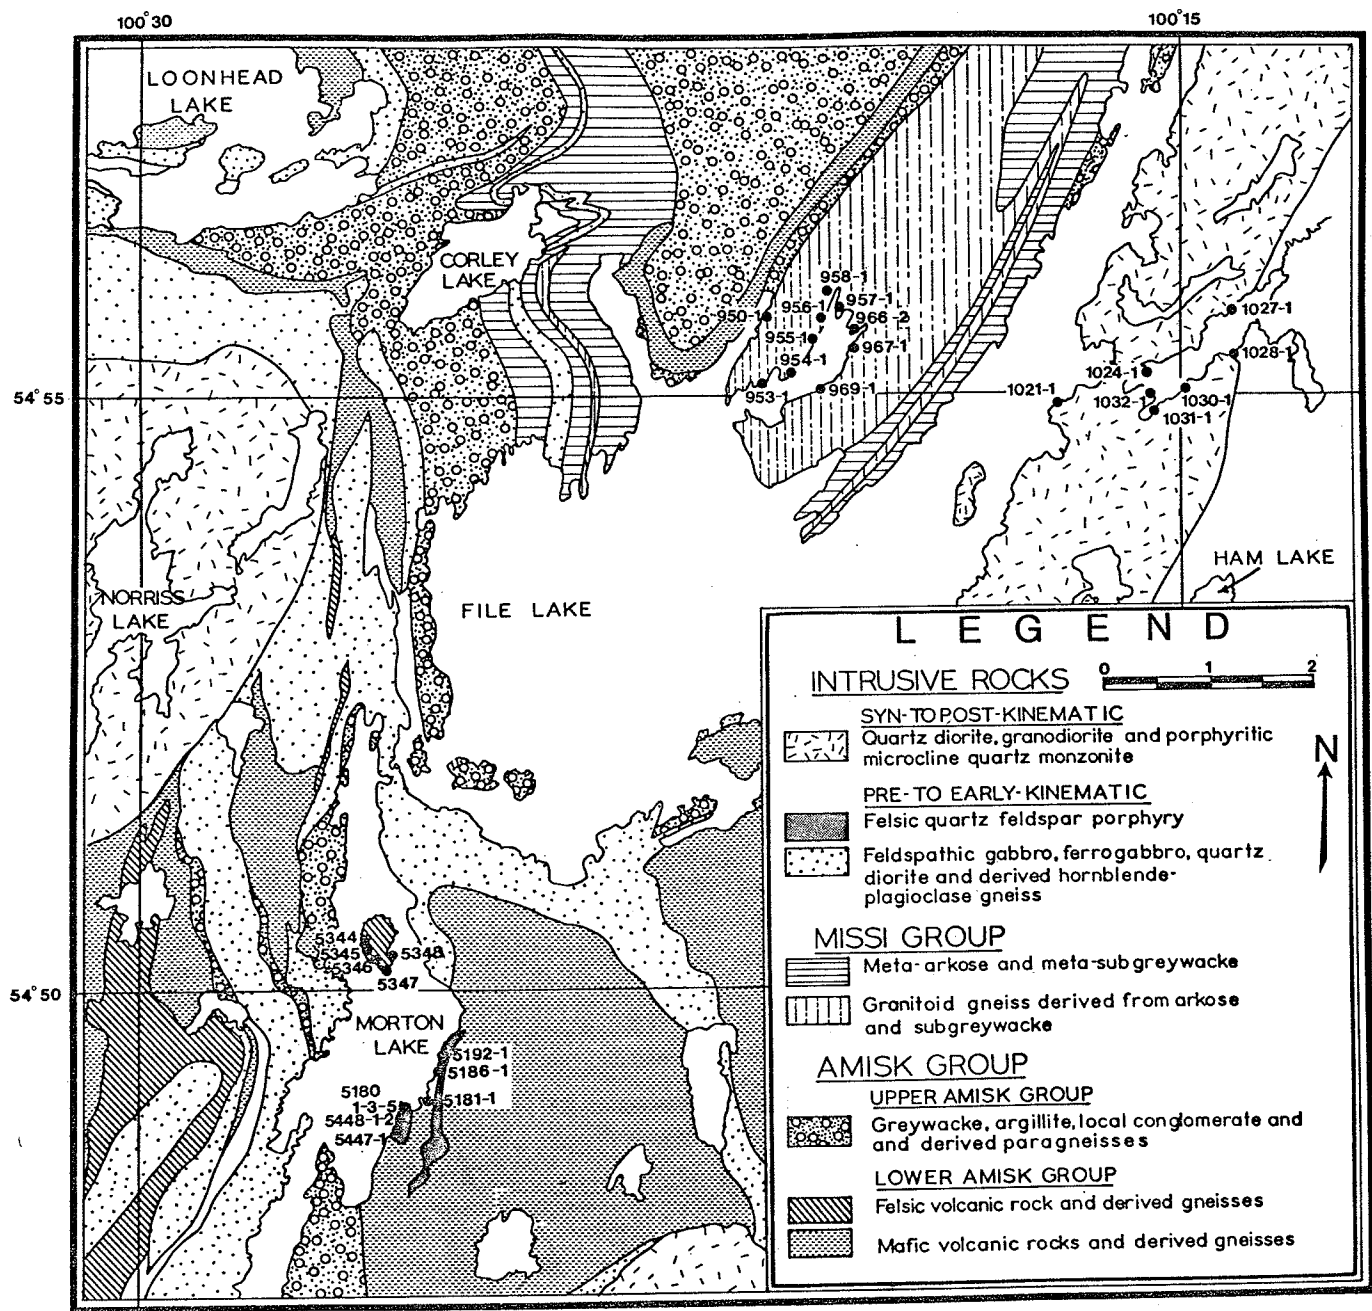 100°30
100°15
LOONHEAD
LAKE
CORLEY
LAKE
958-1
950-1
956-1
957-1
966-2
955-1
967-1
954-1
953-1
969-1
1027-1
1028-1
1024-1
1021-1
1032-1
1030-1
1031-1
54°55
NORRISS
LAKE
FILE LAKE
HAM LAKE
5344
5345
5346
5348
5347
54°50
MORTON
LAKE
5192-1
5186-1
5180
1-3-5
5181-1
5448-1-2
5447-1
LEGEND
0 1 2
INTRUSIVE ROCKS
SYN-TO POST-KINEMATIC
Quartz diorite, granodiorite and porphyritic
microcline quartz monzonite
N
PRE-TO EARLY-KINEMATIC
Felsic quartz feldspar porphyry
Feldspathic gabbro, ferrogabbro, quartz
diorite and derived hornblende-
plagioclase gneiss
MISSI GROUP
Meta-arkose and meta-subgreywacke
Granitoid gneiss derived from arkose
and subgreywacke
AMISK GROUP
UPPER AMISK GROUP
Greywacke, argillite, local conglomerate and
and derived paragneisses
LOWER AMISK GROUP
Felsic volcanic rock and derived gneisses
Mafic volcanic rocks and derived gneisses